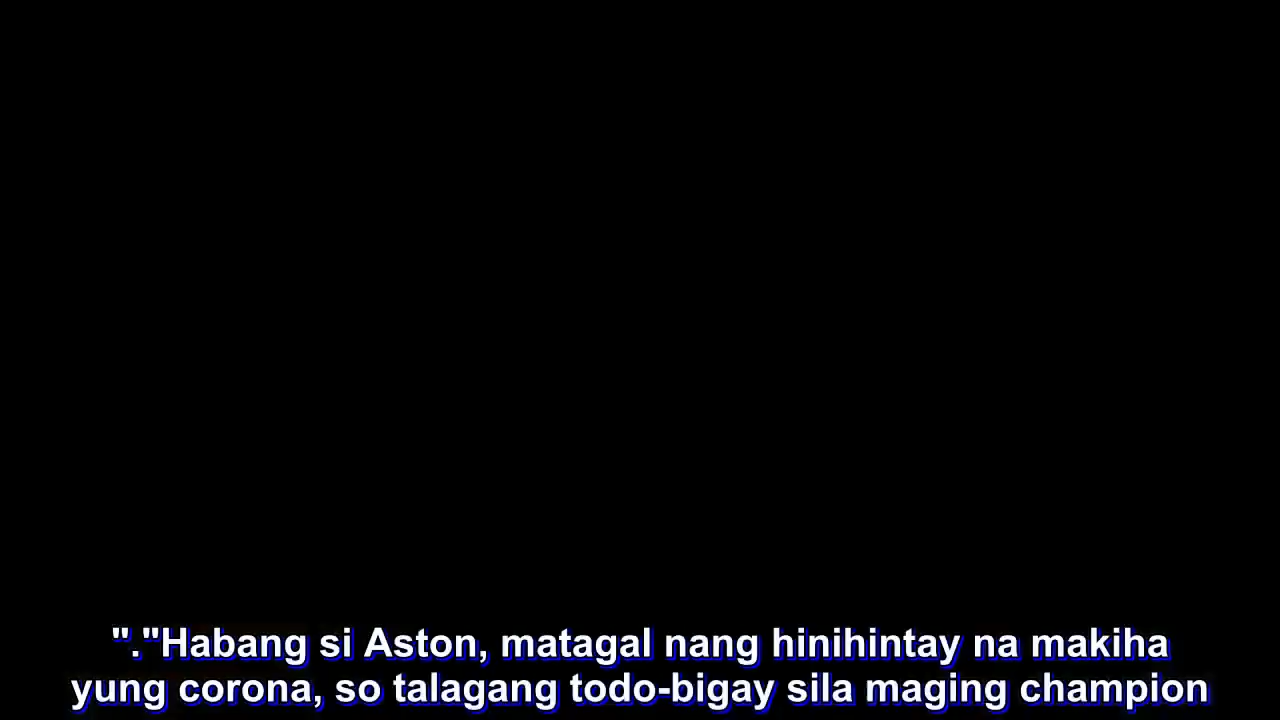 "."Habang si Aston, matagal nang hinihintay na makiha
yung corona, so talagang todo-bigay sila maging champion